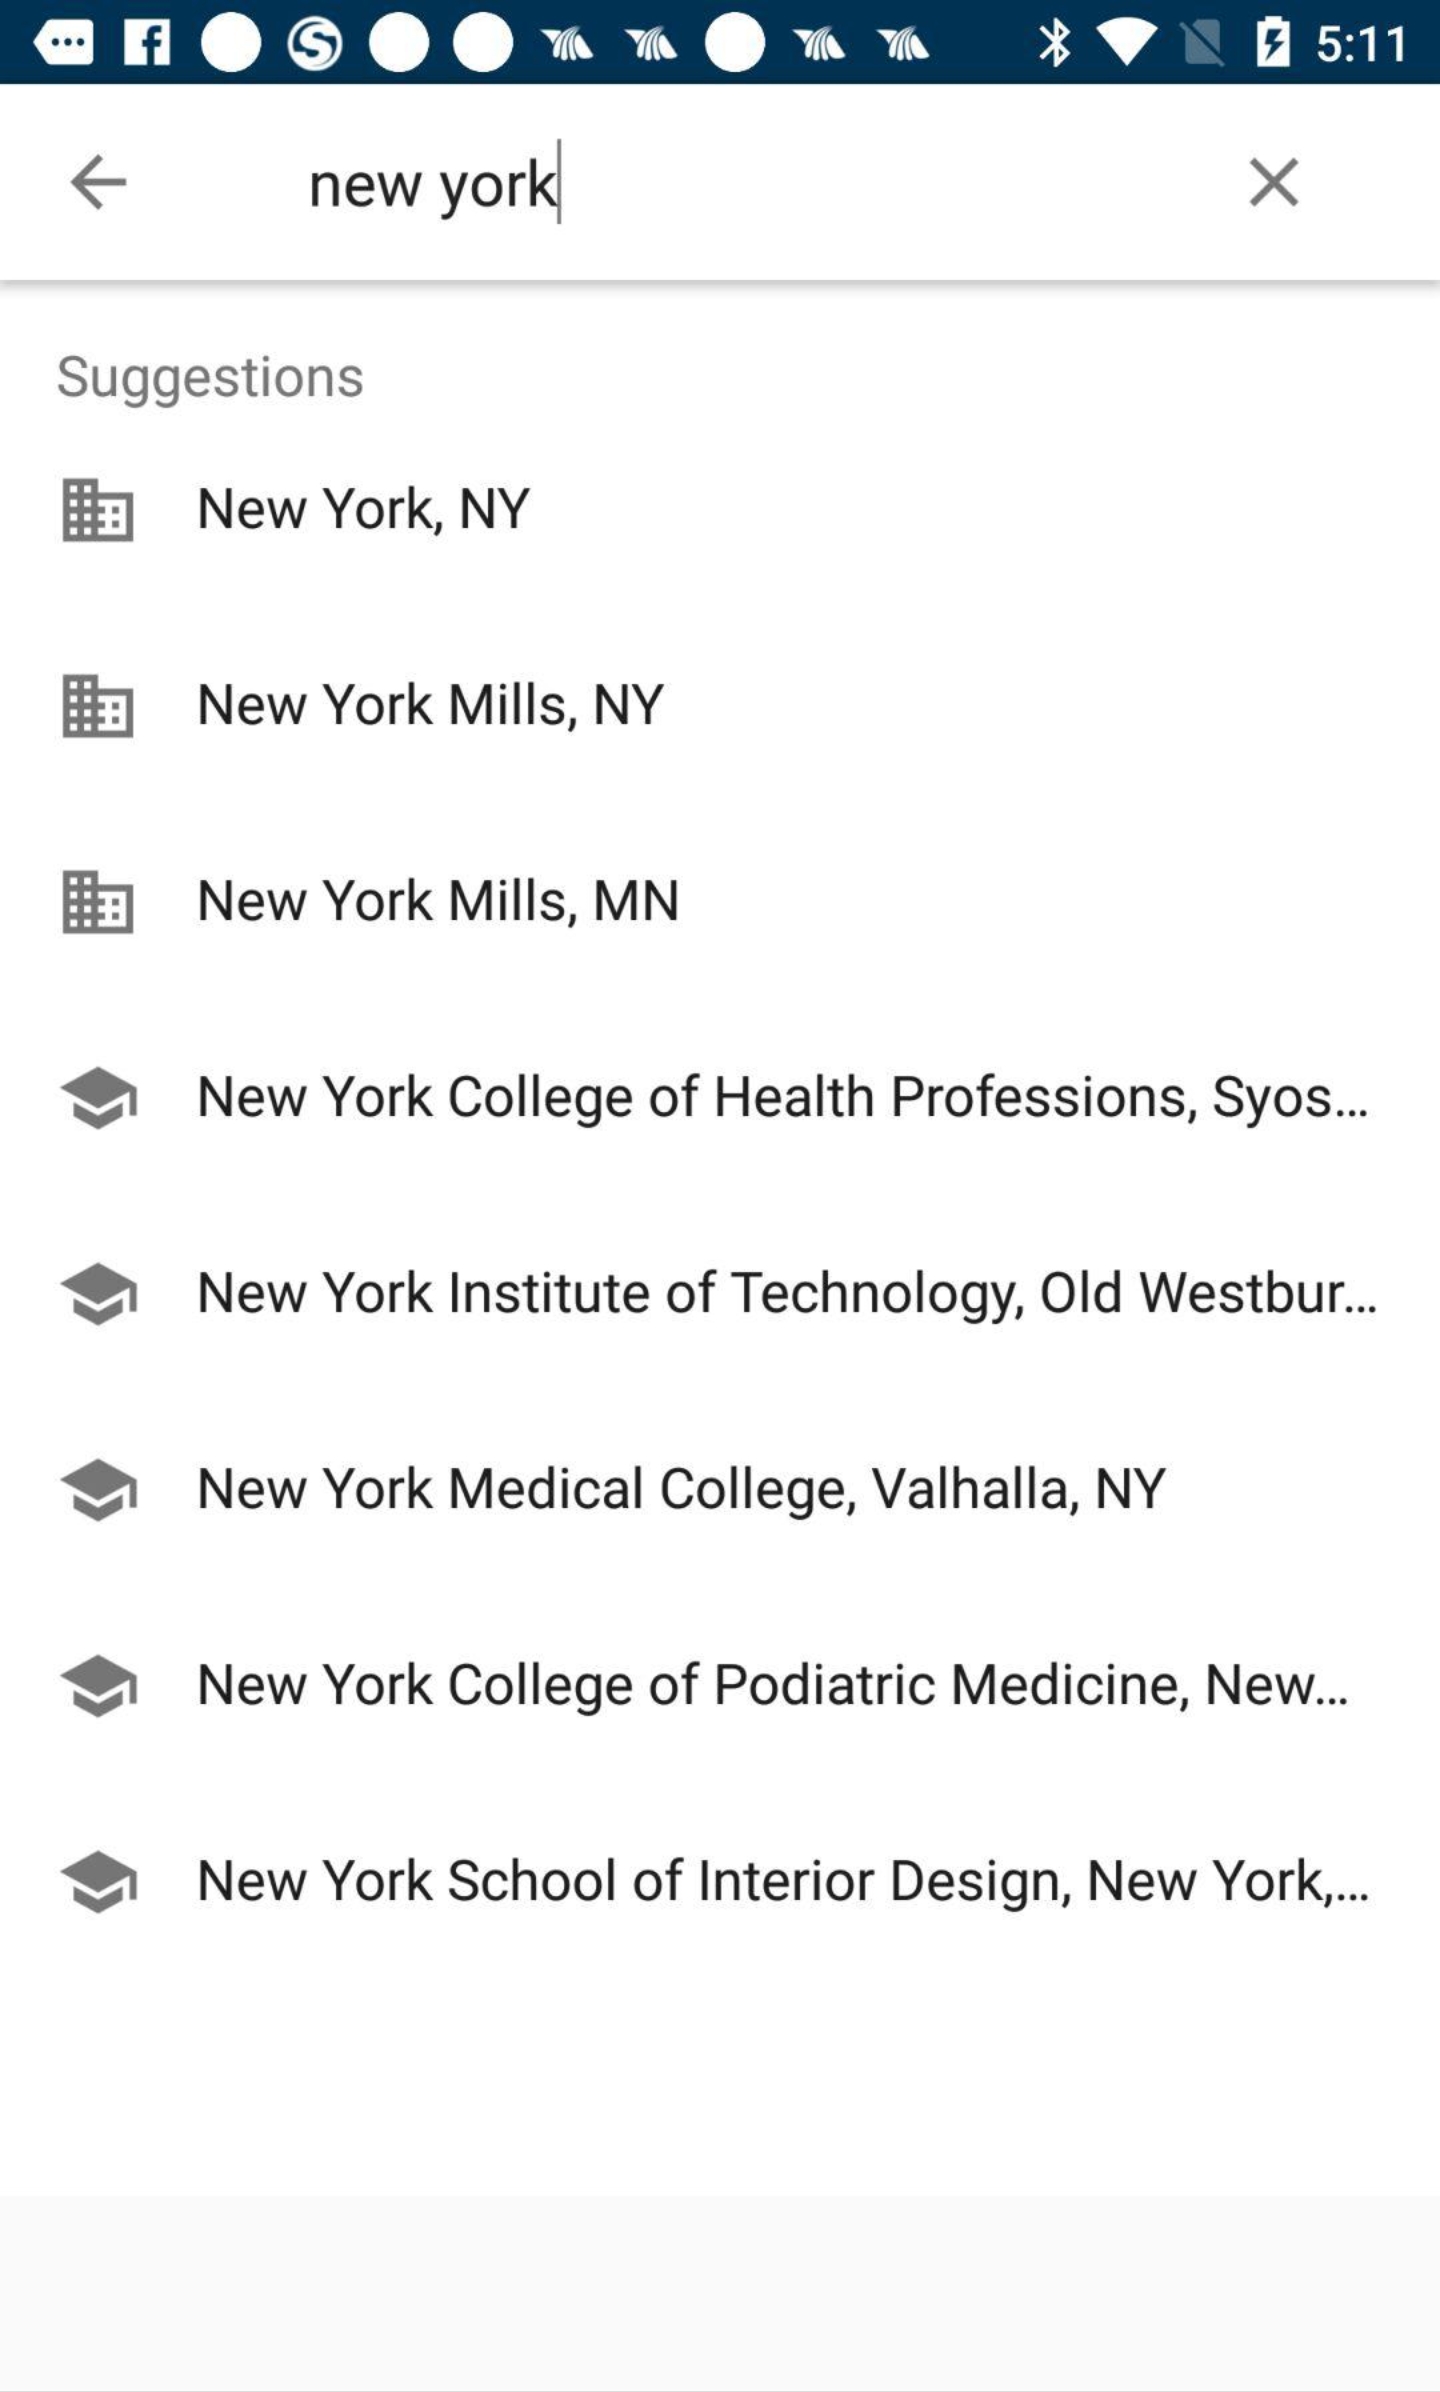 5:11
new york
Suggestions
New York, NY
New York Mills, NY
New York Mills, MN
New York College of Health Professions, Syos...
New York Institute of Technology, Old Westbur...
New York Medical College, Valhalla, NY
New York College of Podiatric Medicine, New...
New York School of Interior Design, New York,...